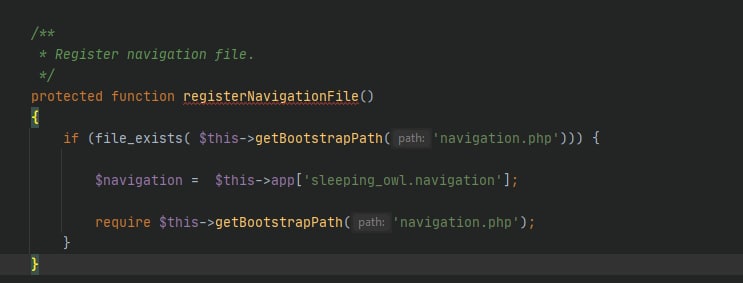 /**
 * Register navigation file.
 */
protected function registerNavigationFile()
{
    if (file_exists( $this->getBootstrapPath( path: 'navigation.php'))) {
        $navigation =  $this->app['sleeping_owl.navigation'];
        require $this->getBootstrapPath( path: 'navigation.php');
    }
}